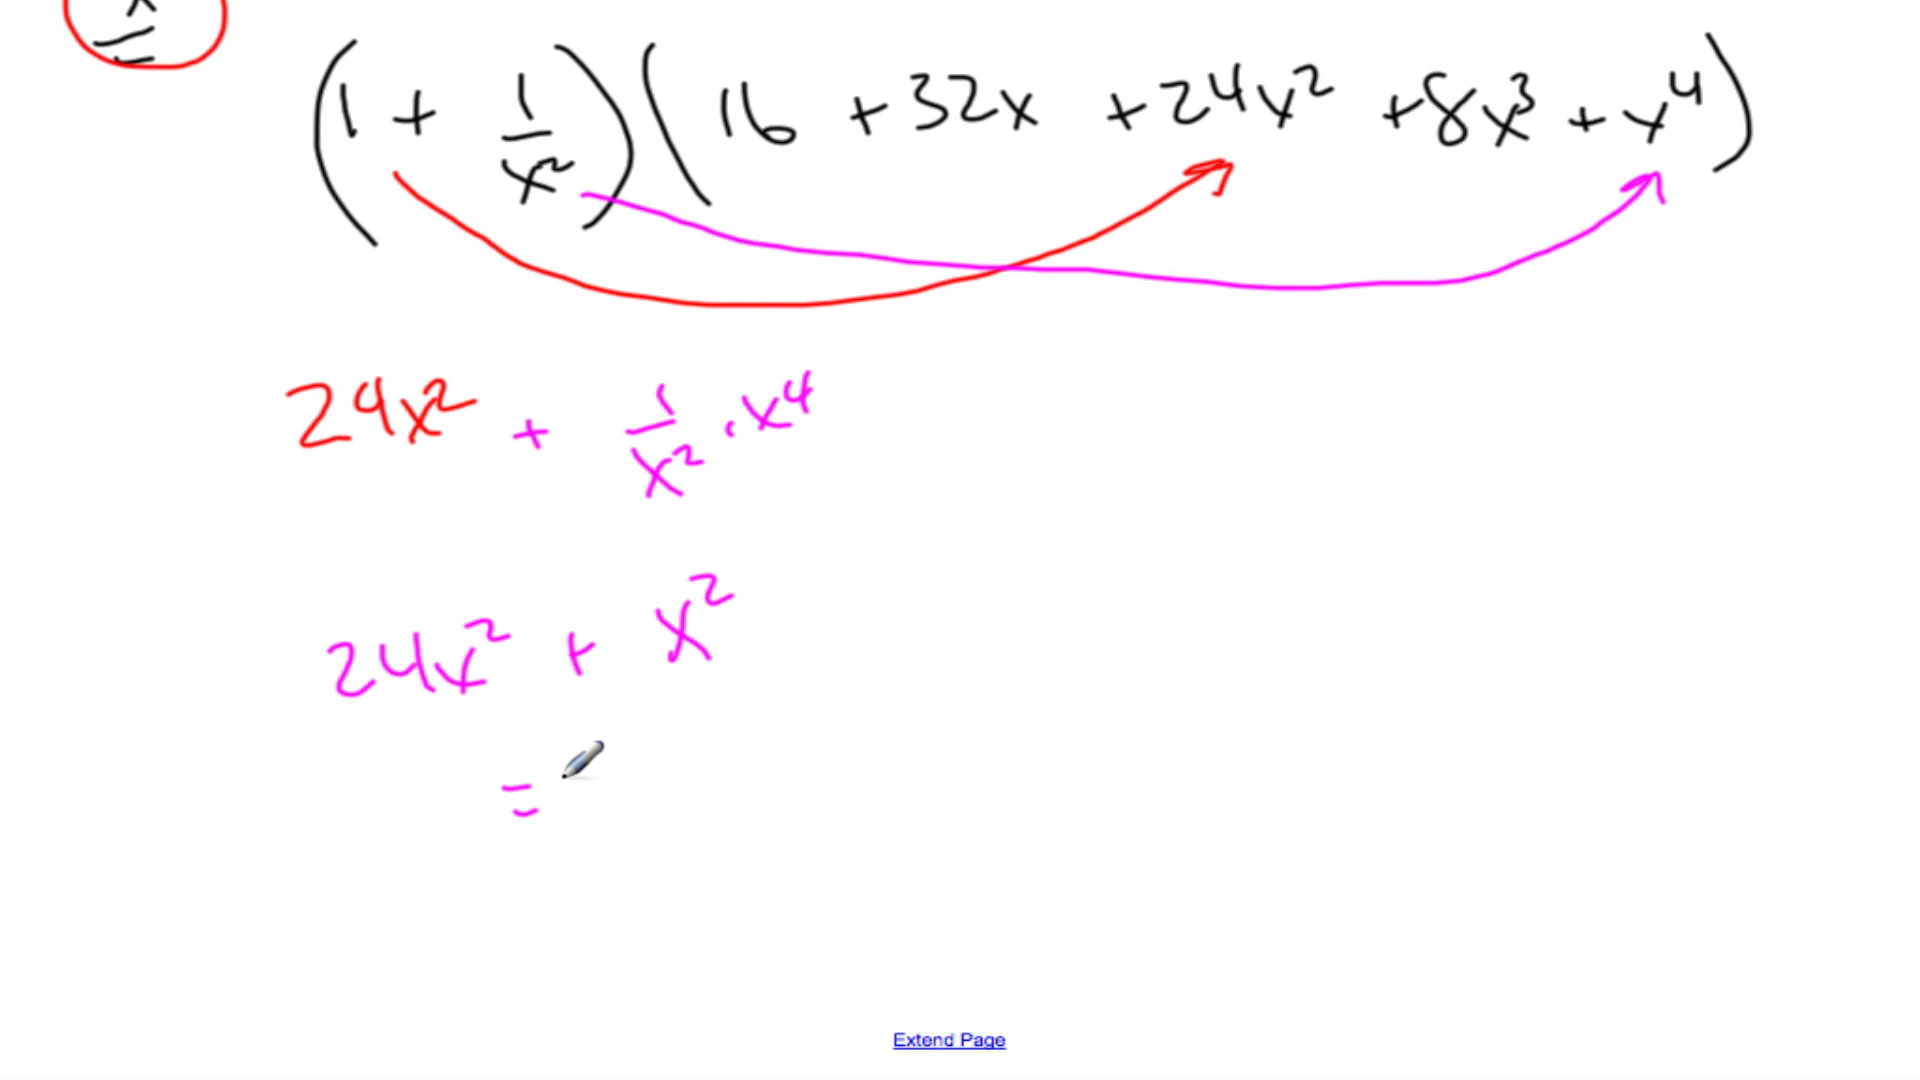 (1 + 1/x²)(16 + 32x + 24x² + 8x³ + x⁴)
24x² + 1/x² · x⁴
24x² + x²
=
Extend Page